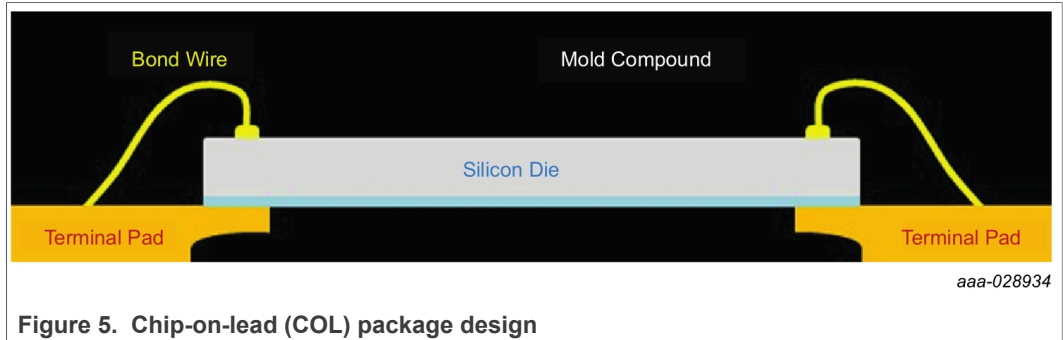 Bond Wire
Mold Compound
Silicon Die
Terminal Pad
Terminal Pad
aaa-028934
Figure 5. Chip-on-lead (COL) package design